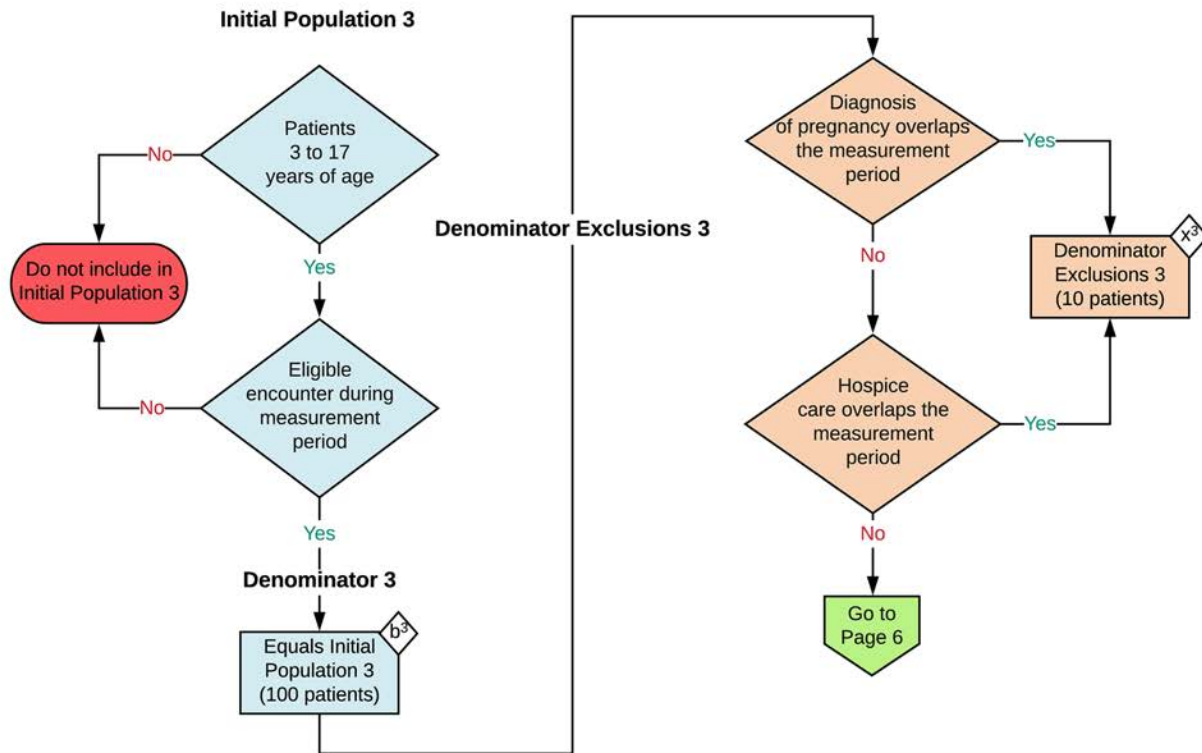 Initial Population 3
Patients
3 to 17
years of age
No
Yes
Do not include in
Initial Population 3
Eligible
encounter during
measurement
period
No
Yes
Denominator 3
b³
Equals Initial
Population 3
(100 patients)
Denominator Exclusions 3
Diagnosis
of pregnancy overlaps
the measurement
period
Yes
No
x³
Denominator
Exclusions 3
(10 patients)
Hospice
care overlaps the
measurement
period
Yes
No
Go to
Page 6